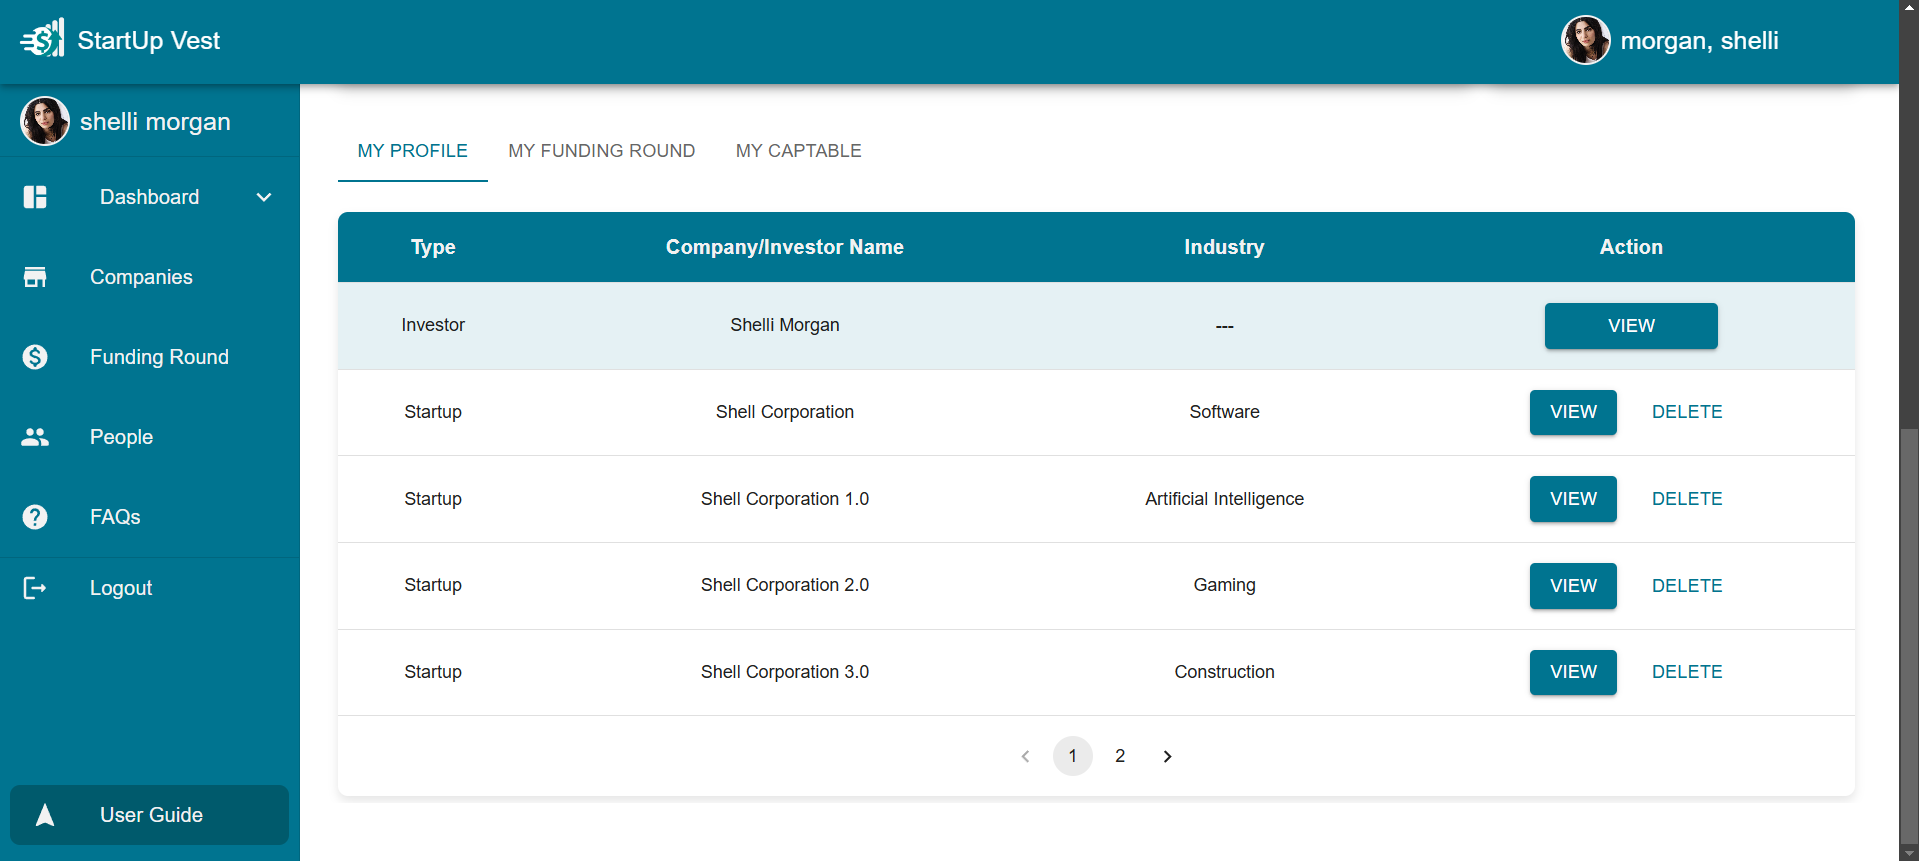 StartUp Vest
morgan, shelli
shelli morgan
Dashboard
Companies
Funding Round
People
FAQs
Logout
User Guide
MY PROFILE MY FUNDING ROUND MY CAPTABLE
Type Company/Investor Name Industry Action
Investor Shelli Morgan --- VIEW
Startup Shell Corporation Software VIEW DELETE
Startup Shell Corporation 1.0 Artificial Intelligence VIEW DELETE
Startup Shell Corporation 2.0 Gaming VIEW DELETE
Startup Shell Corporation 3.0 Construction VIEW DELETE
1 2